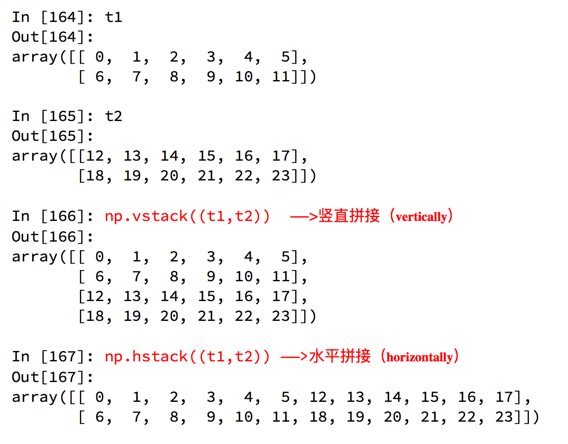 In [164]: t1
Out[164]:
array([[ 0,  1,  2,  3,  4,  5],
       [ 6,  7,  8,  9, 10, 11]])
In [165]: t2
Out[165]:
array([[12, 13, 14, 15, 16, 17],
       [18, 19, 20, 21, 22, 23]])
In [166]: np.vstack((t1,t2))  ——>竖直拼接（vertically）
Out[166]:
array([[ 0,  1,  2,  3,  4,  5],
       [ 6,  7,  8,  9, 10, 11],
       [12, 13, 14, 15, 16, 17],
       [18, 19, 20, 21, 22, 23]])
In [167]: np.hstack((t1,t2)) ——>水平拼接（horizontally）
Out[167]:
array([[ 0,  1,  2,  3,  4,  5, 12, 13, 14, 15, 16, 17],
       [ 6,  7,  8,  9, 10, 11, 18, 19, 20, 21, 22, 23]])